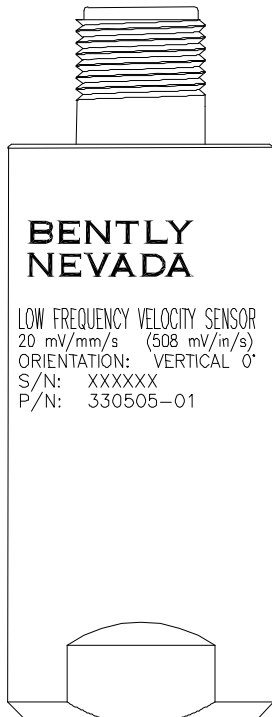 BENTLY
NEVADA
LOW FREQUENCY VELOCITY SENSOR
20 mV/mm/s (508 mV/in/s)
ORIENTATION: VERTICAL 0°
S/N: XXXXXX
P/N: 330505-01